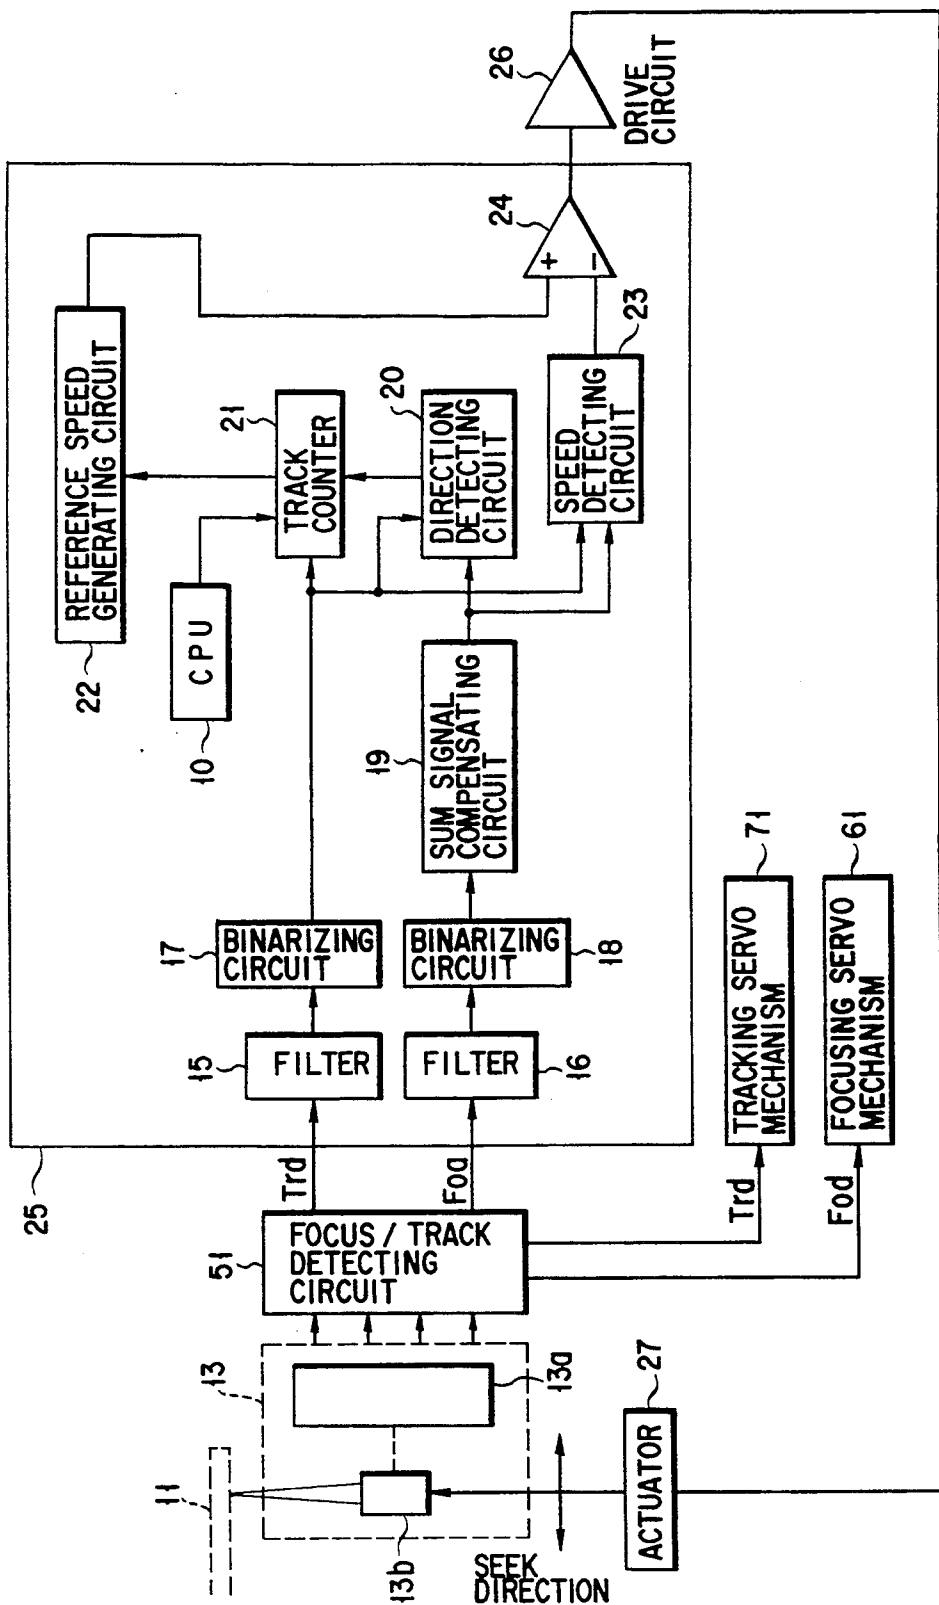 REFERENCE SPEED
GENERATING CIRCUIT
22
CPU
10
TRACK
COUNTER
21
DIRECTION
DETECTING
CIRCUIT
20
SPEED
DETECTING
CIRCUIT
23
+
−
24
26
DRIVE
CIRCUIT
SUM SIGNAL
COMPENSATING
CIRCUIT
19
BINARIZING
CIRCUIT
17
BINARIZING
CIRCUIT
18
FILTER
15
FILTER
16
25
Trd
Foa
FOCUS / TRACK
DETECTING
CIRCUIT
51
Trd
Fod
TRACKING SERVO
MECHANISM
71
FOCUSING SERVO
MECHANISM
61
11
13
13a
13b
SEEK
DIRECTION
ACTUATOR
27